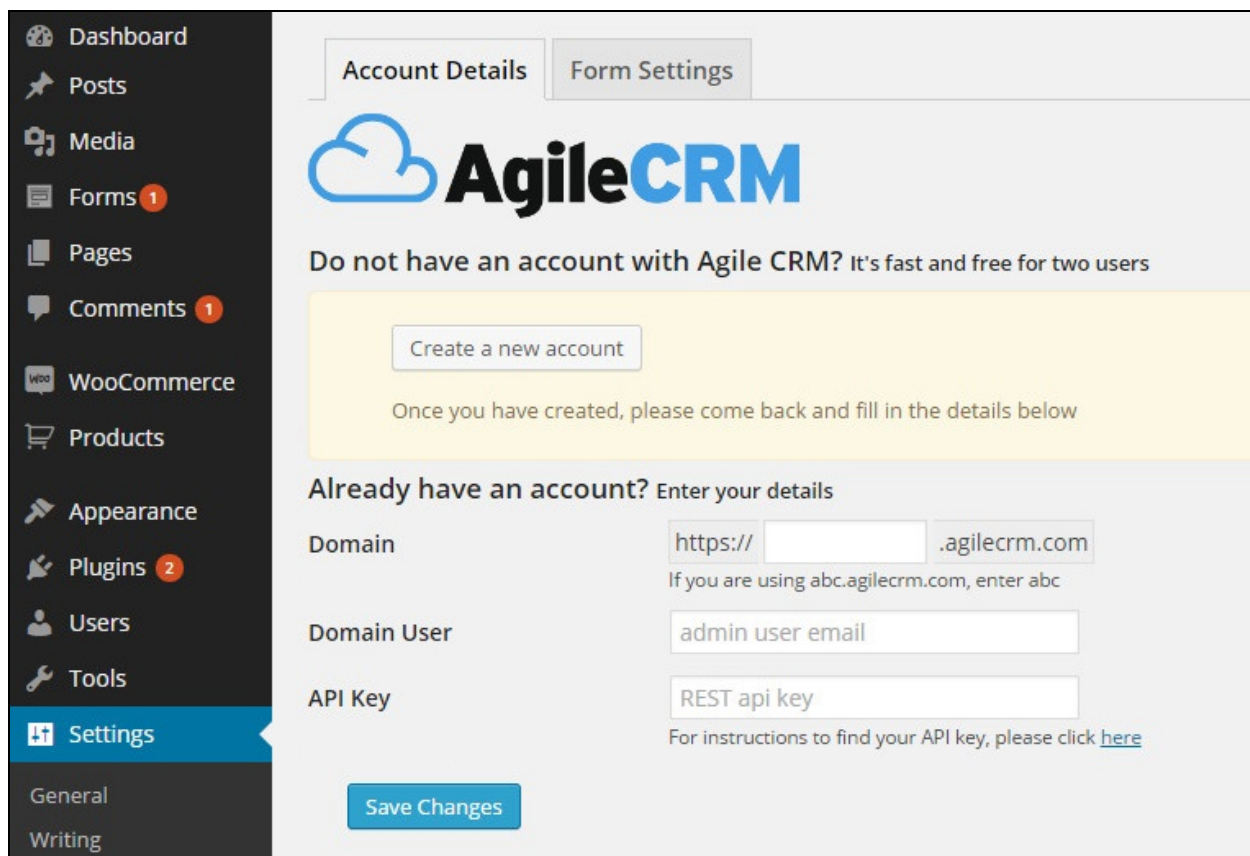 Dashboard
Posts
Media
Forms 1
Pages
Comments 1
WOO WooCommerce
Products
Appearance
Plugins 2
Users
Tools
Settings
General
Writing
Account Details Form Settings
AgileCRM
Do not have an account with Agile CRM? It's fast and free for two users
Create a new account
Once you have created, please come back and fill in the details below
Already have an account? Enter your details
Domain https:// .agilecrm.com
If you are using abc.agilecrm.com, enter abc
Domain User admin user email
API Key REST api key
For instructions to find your API key, please click here
Save Changes